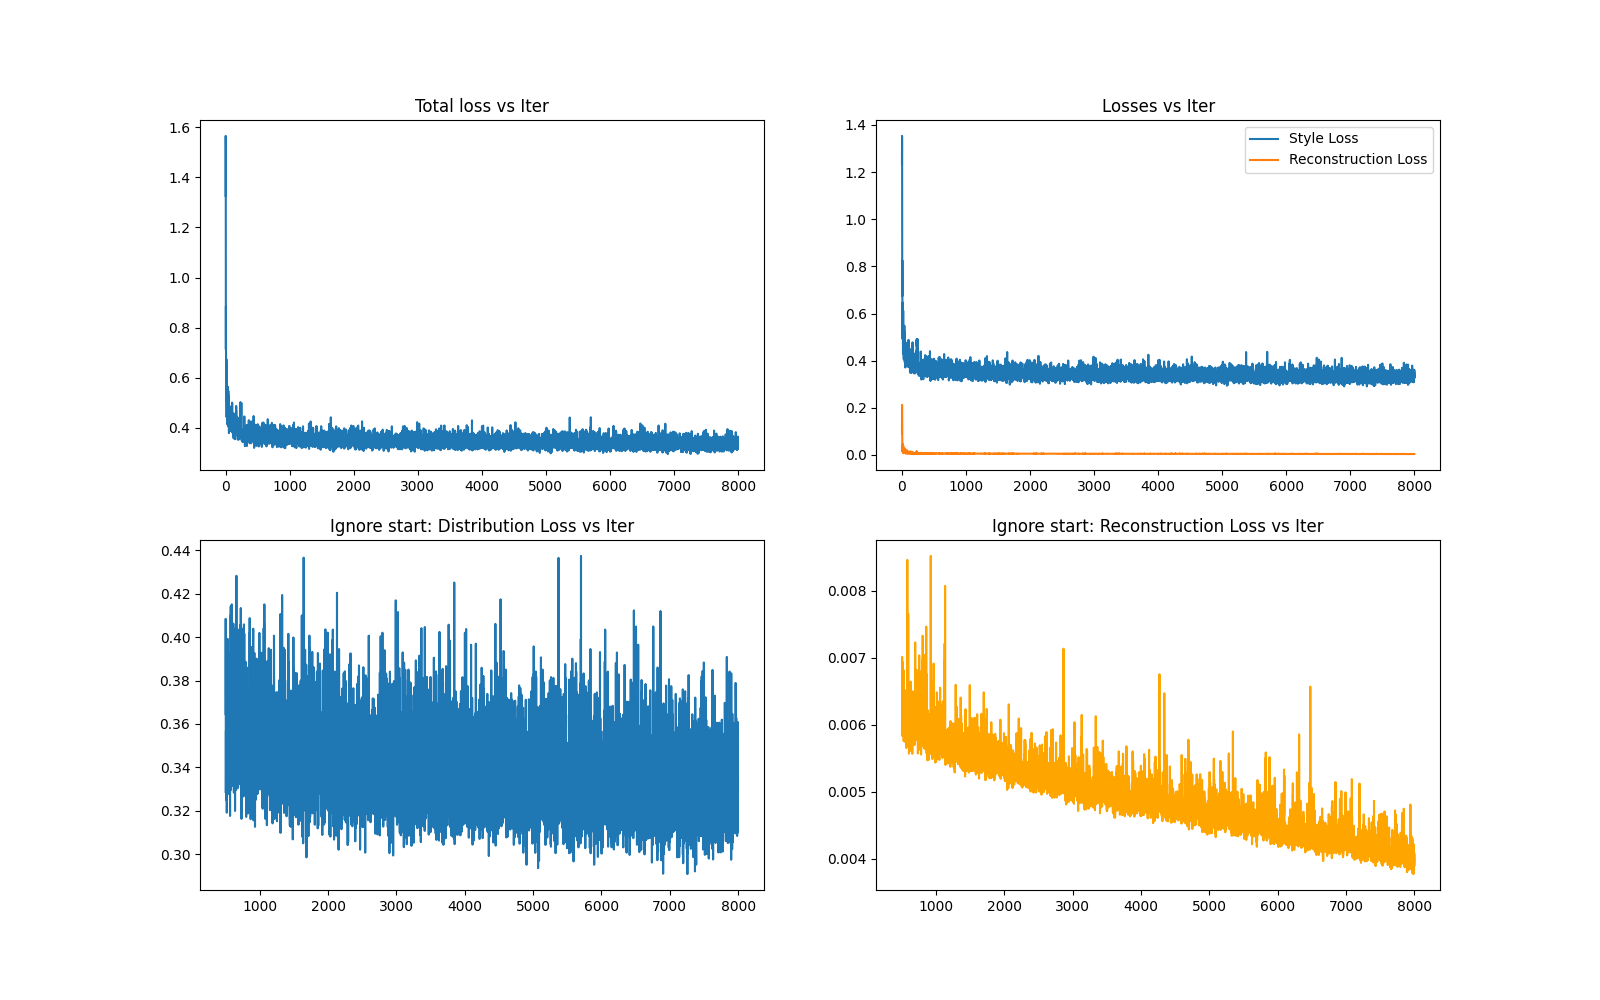 Total loss vs Iter
1.6
1.4
1.2
1.0
0.8
0.6
0.4
0 1000 2000 3000 4000 5000 6000 7000 8000
Losses vs Iter
Style Loss
Reconstruction Loss
1.4
1.2
1.0
0.8
0.6
0.4
0.2
0.0
0 1000 2000 3000 4000 5000 6000 7000 8000
Ignore start: Distribution Loss vs Iter
0.44
0.42
0.40
0.38
0.36
0.34
0.32
0.30
1000 2000 3000 4000 5000 6000 7000 8000
Ignore start: Reconstruction Loss vs Iter
0.008
0.007
0.006
0.005
0.004
1000 2000 3000 4000 5000 6000 7000 8000